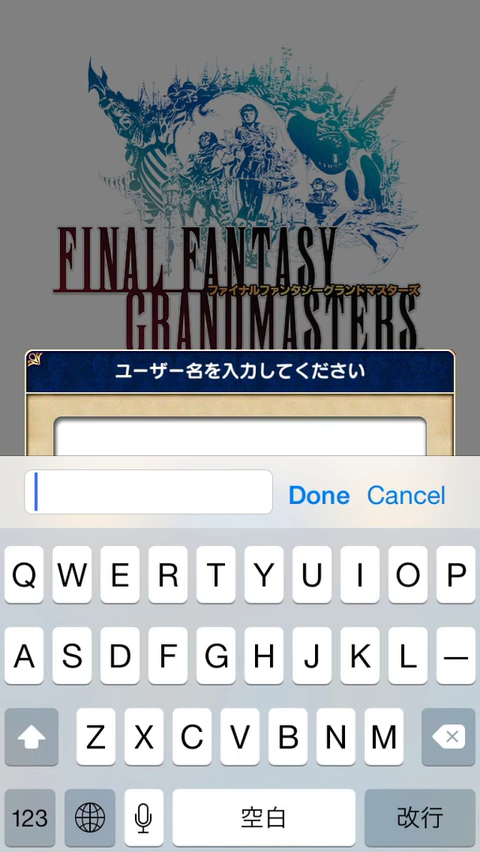 FINAL FANTASY
ファイナルファンタジーグランドマスターズ
GRANDMASTERS
ユーザー名を入力してください
Done Cancel
Q W E R T Y U I O P
A S D F G H J K L ー
Z X C V B N M
123 空白 改行